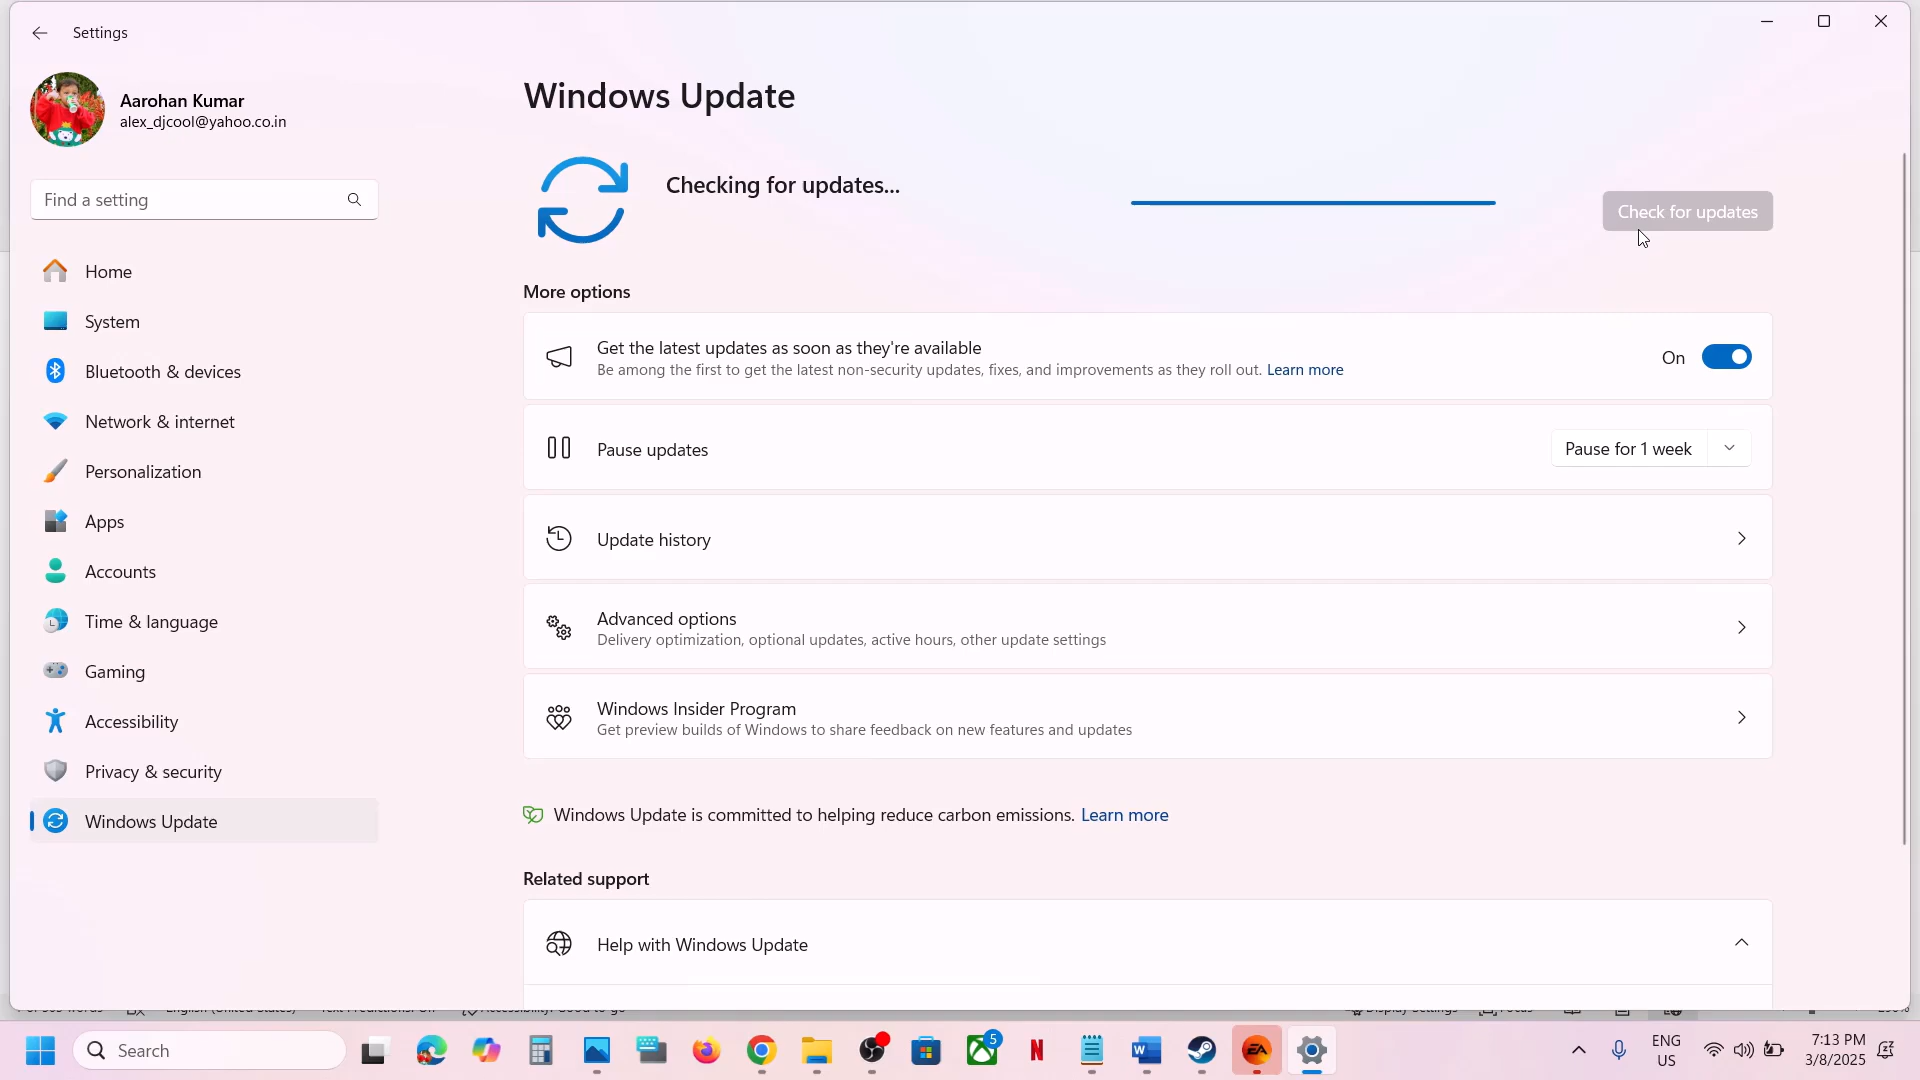 Settings
Aarohan Kumar
alex_djcool@yahoo.co.in
Find a setting
Home
System
Bluetooth & devices
Network & internet
Personalization
Apps
Accounts
Time & language
Gaming
Accessibility
Privacy & security
Windows Update
Windows Update
Checking for updates...
Check for updates
More options
Get the latest updates as soon as they're available
Be among the first to get the latest non-security updates, fixes, and improvements as they roll out. Learn more
On
Pause updates
Pause for 1 week
Update history
Advanced options
Delivery optimization, optional updates, active hours, other update settings
Windows Insider Program
Get preview builds of Windows to share feedback on new features and updates
Windows Update is committed to helping reduce carbon emissions. Learn more
Related support
Help with Windows Update
Search
5
ENG
US
7:13 PM
3/8/2025